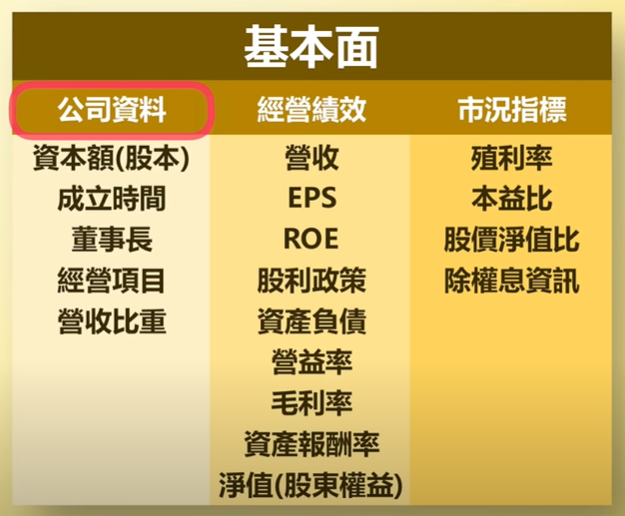 基本面
公司資料
經營績效
市況指標
資本額(股本)
營收
殖利率
成立時間
EPS
本益比
董事長
ROE
股價淨值比
經營項目
股利政策
除權息資訊
營收比重
資產負債
營益率
毛利率
資產報酬率
淨值(股東權益)